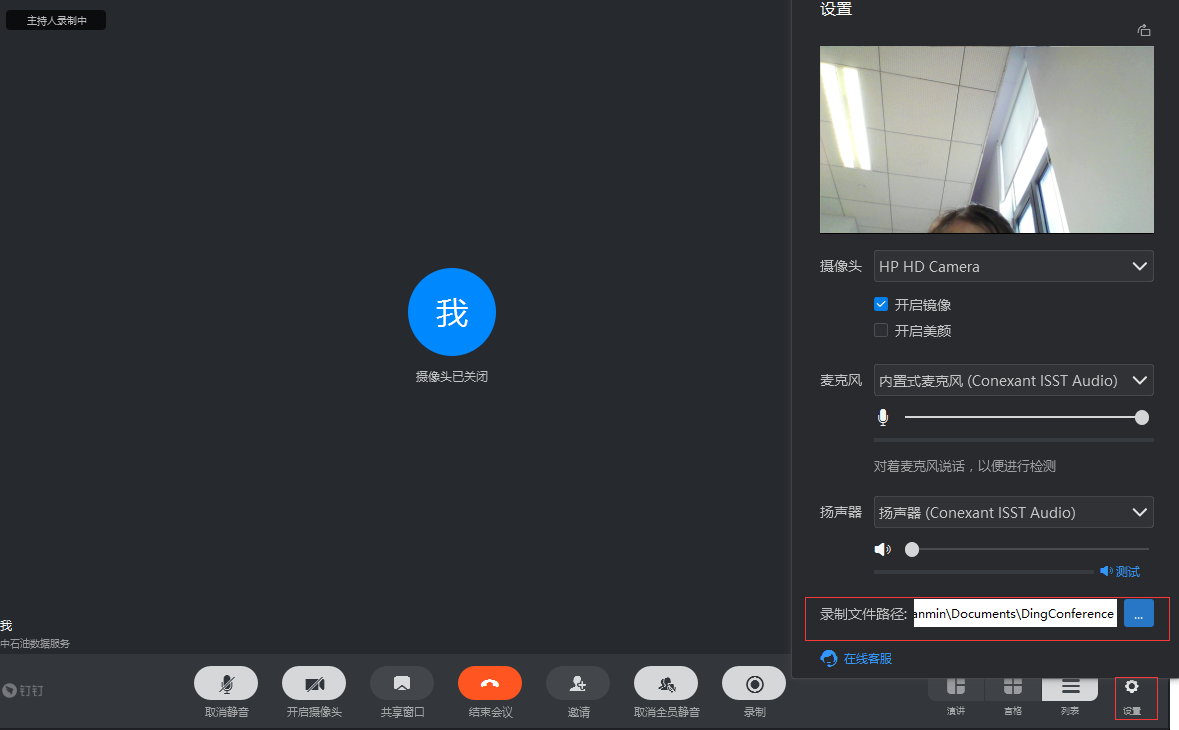 主持人录制中
设置
摄像头
HP HD Camera
开启镜像
开启美颜
我
摄像头已关闭
麦克风
内置式麦克风 (Conexant ISST Audio)
对着麦克风说话，以便进行检测
扬声器
扬声器 (Conexant ISST Audio)
测试
录制文件路径:
anmin\Documents\DingConference
...
我
中石油数据服务
在线客服
钉钉
取消静音
开启摄像头
共享窗口
结束会议
邀请
取消全员静音
录制
演讲
宫格
列表
设置